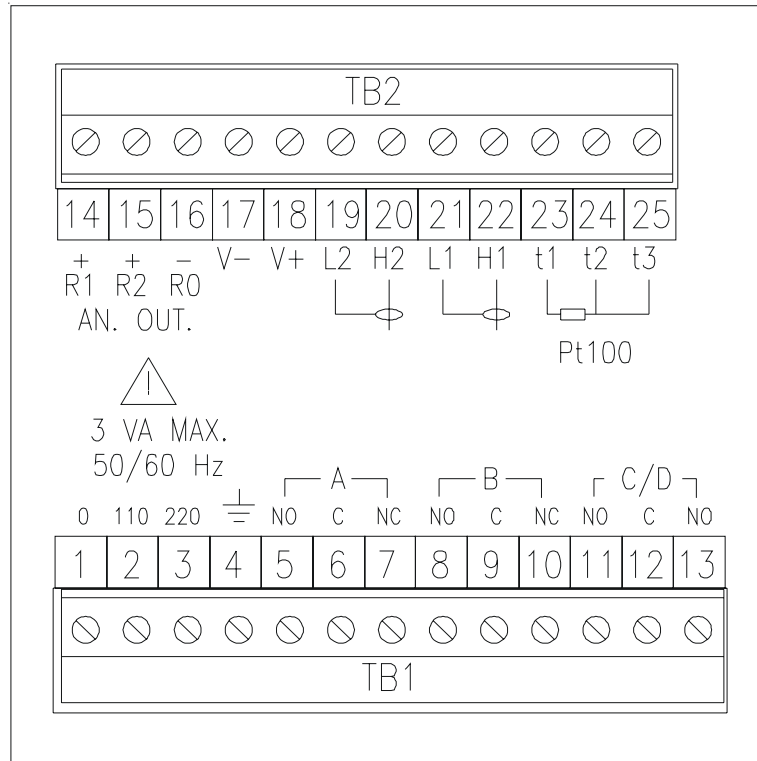 TB2
14 15 16 17 18 19 20 21 22 23 24 25
+ + − V− V+ L2 H2 L1 H1 t1 t2 t3
R1 R2 R0
AN. OUT.
Pt100
!
3 VA MAX.
50/60 Hz
A B C/D
0 110 220 NO C NC NO C NC NO C NO
1 2 3 4 5 6 7 8 9 10 11 12 13
TB1